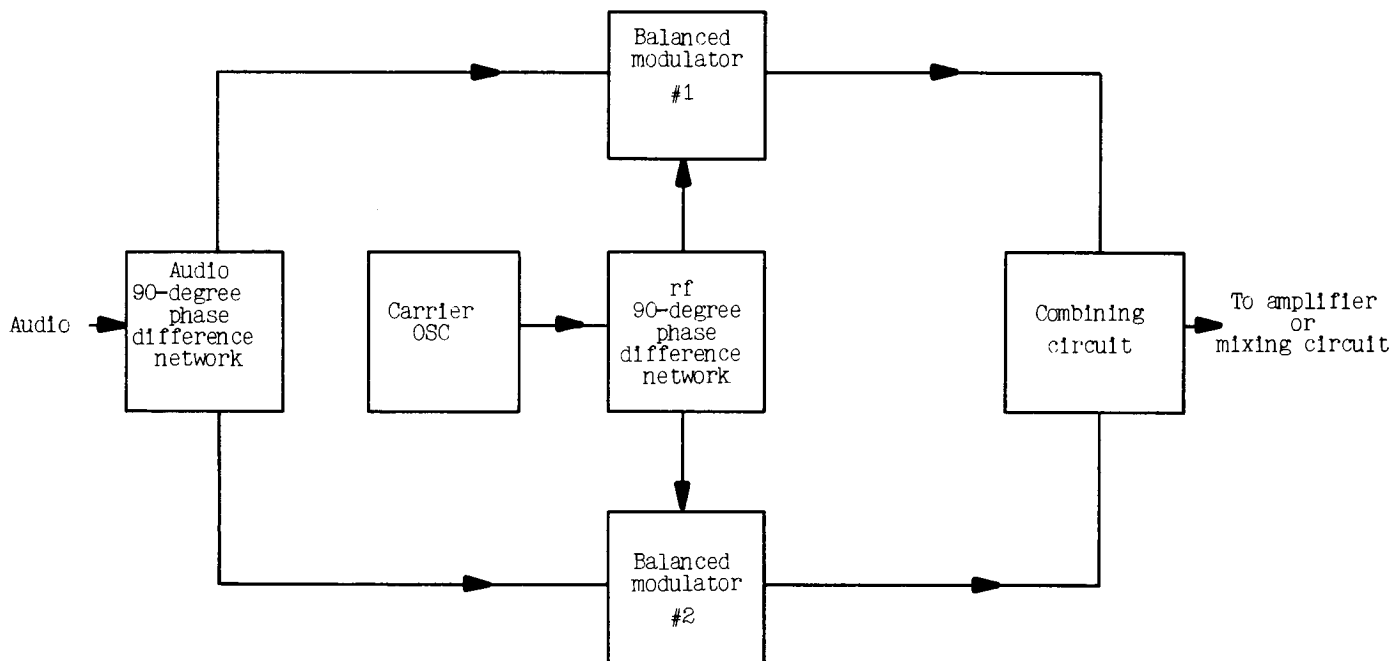 Balanced
modulator
#1
Audio
Audio
90-degree
phase
difference
network
Carrier
OSC
rf
90-degree
phase
difference
network
Combining
circuit
To amplifier
or
mixing circuit
Balanced
modulator
#2